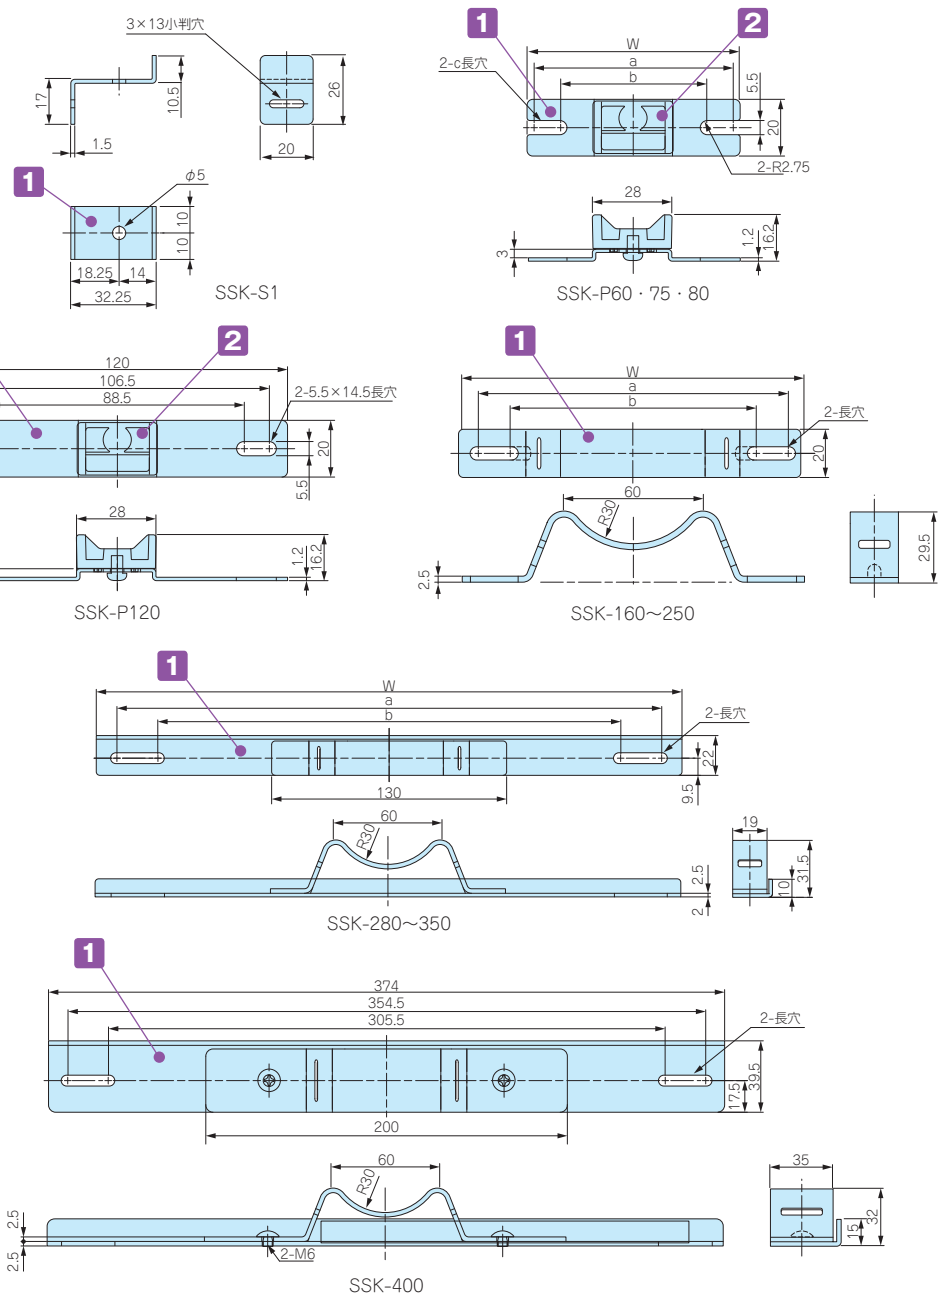 3×13小判穴
17
10.5
1.5
26
20
1
φ5
10
10
18.25
14
32.25
SSK-S1
1
2
W
a
b
2-c長穴
5.5
20
2-R2.75
28
3
1.2
16.2
SSK-P60・75・80
2
120
106.5
88.5
2-5.5×14.5長穴
20
5.5
28
1.2
16.2
SSK-P120
1
W
a
b
2-長穴
20
60
R30
2.5
29.5
SSK-160～250
1
W
a
b
2-長穴
22
9.5
130
60
R30
2.5
2
19
31.5
10
SSK-280～350
1
374
354.5
305.5
2-長穴
39.5
17.5
200
60
R30
2.5
2.5
2-M6
35
32
15
SSK-400